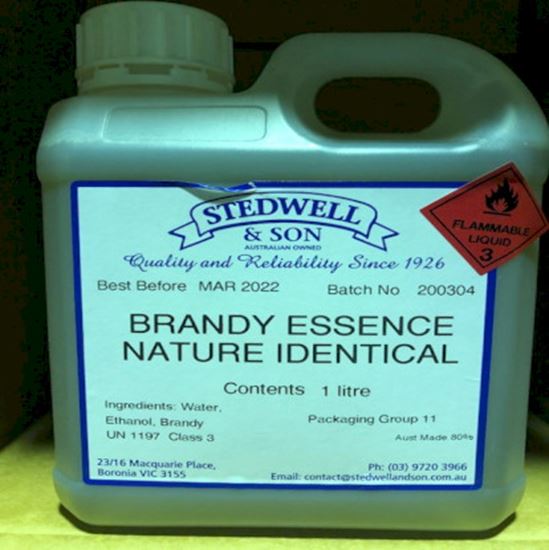 STEDWELL
& SON
AUSTRALIAN OWNED
Quality and Reliability Since 1926
Best Before MAR 2022 Batch No 200304
BRANDY ESSENCE
NATURE IDENTICAL
Contents 1 litre
Ingredients: Water,
Ethanol, Brandy
UN 1197 Class 3
Packaging Group 11
Aust Made 80%
23/16 Macquarie Place,
Boronia VIC 3155
Ph: (03) 9720 3966
Email: contact@stedwellandson.com.au
FLAMMABLE
LIQUID
3